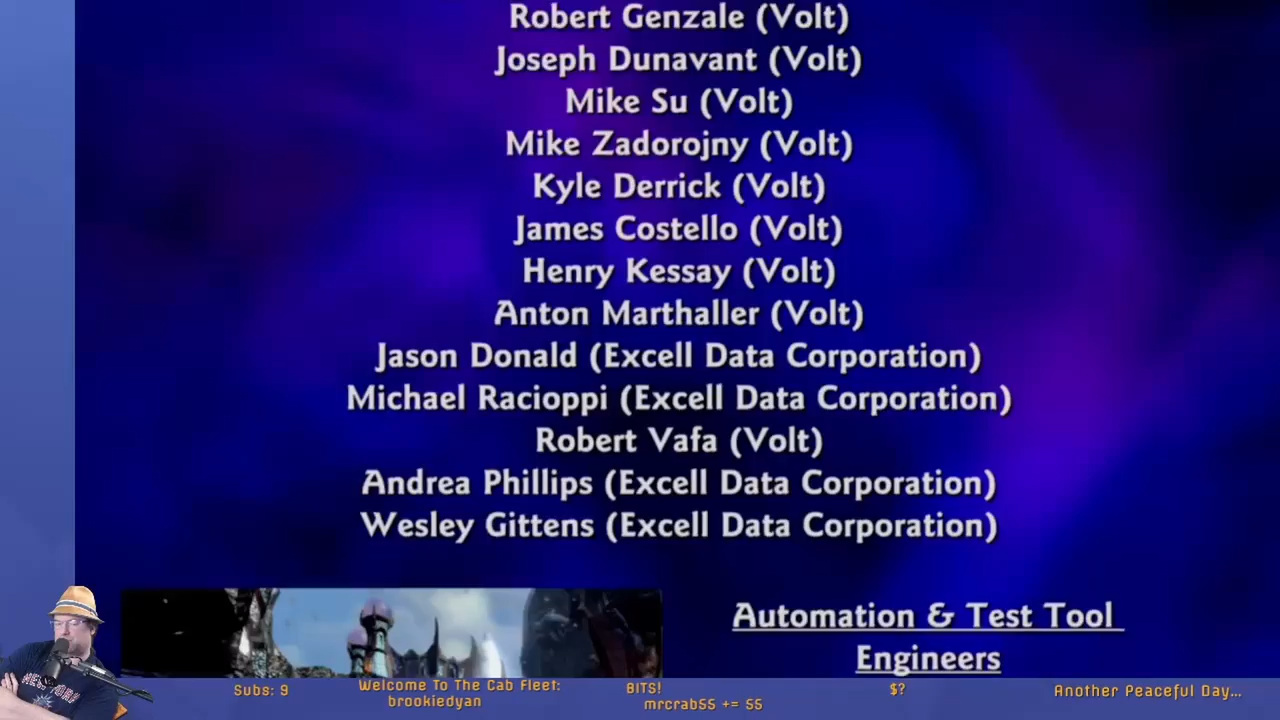 Robert Genzale (Volt)
Joseph Dunavant (Volt)
Mike Su (Volt)
Mike Zadorojny (Volt)
Kyle Derrick (Volt)
James Costello (Volt)
Henry Kessay (Volt)
Anton Marthaller (Volt)
Jason Donald (Excell Data Corporation)
Michael Racioppi (Excell Data Corporation)
Robert Vafa (Volt)
Andrea Phillips (Excell Data Corporation)
Wesley Gittens (Excell Data Corporation)
Automation & Test Tool
Engineers
NEW YORK
Subs: 9
Welcome To The Cab Fleet:
brookiedyan
BITS!
mrcrab55 += 55
$?
Another Peaceful Day...